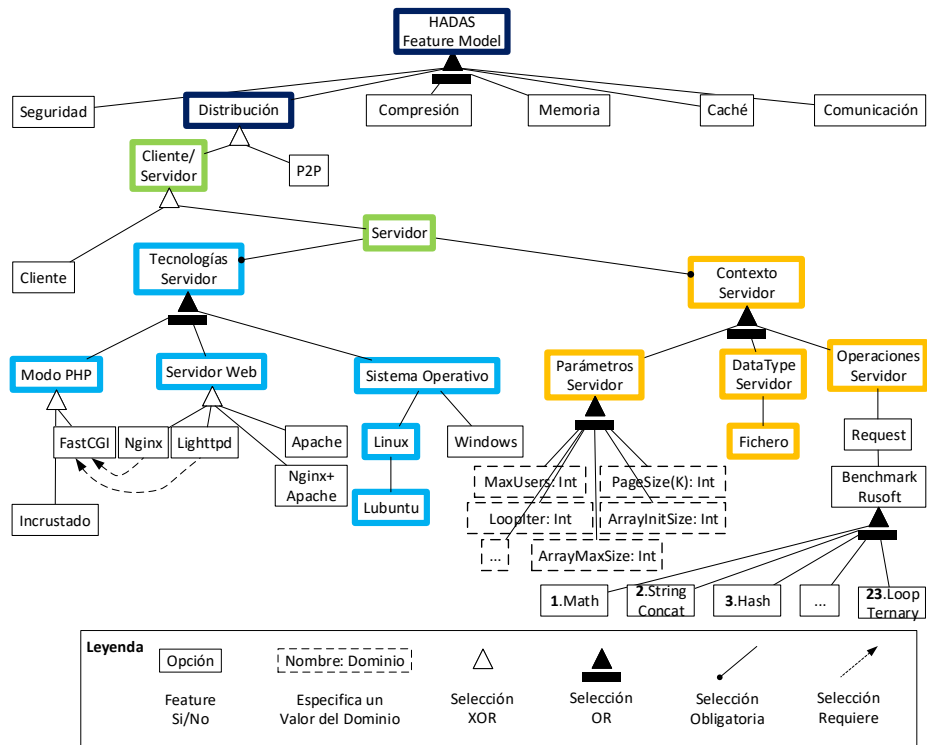 HADAS
Feature Model
Seguridad
Distribución
Compresión
Memoria
Caché
Comunicación
Cliente/
Servidor
P2P
Cliente
Servidor
Tecnologías
Servidor
Contexto
Servidor
Modo PHP
Servidor Web
Sistema Operativo
Parámetros
Servidor
DataType
Servidor
Operaciones
Servidor
FastCGI
Nginx
Lighttpd
Apache
Nginx+
Apache
Incrustado
Linux
Windows
Lubuntu
Fichero
Request
Benchmark
Rusoft
MaxUsers: Int
PageSize(K): Int
LoopIter: Int
ArrayInitSize: Int
...
ArrayMaxSize: Int
1.Math
2.String
Concat
3.Hash
...
23.Loop
Ternary
Leyenda
Opción
Nombre: Dominio
Feature
Si/No
Especifica un
Valor del Dominio
Selección
XOR
Selección
OR
Selección
Obligatoria
Selección
Requiere